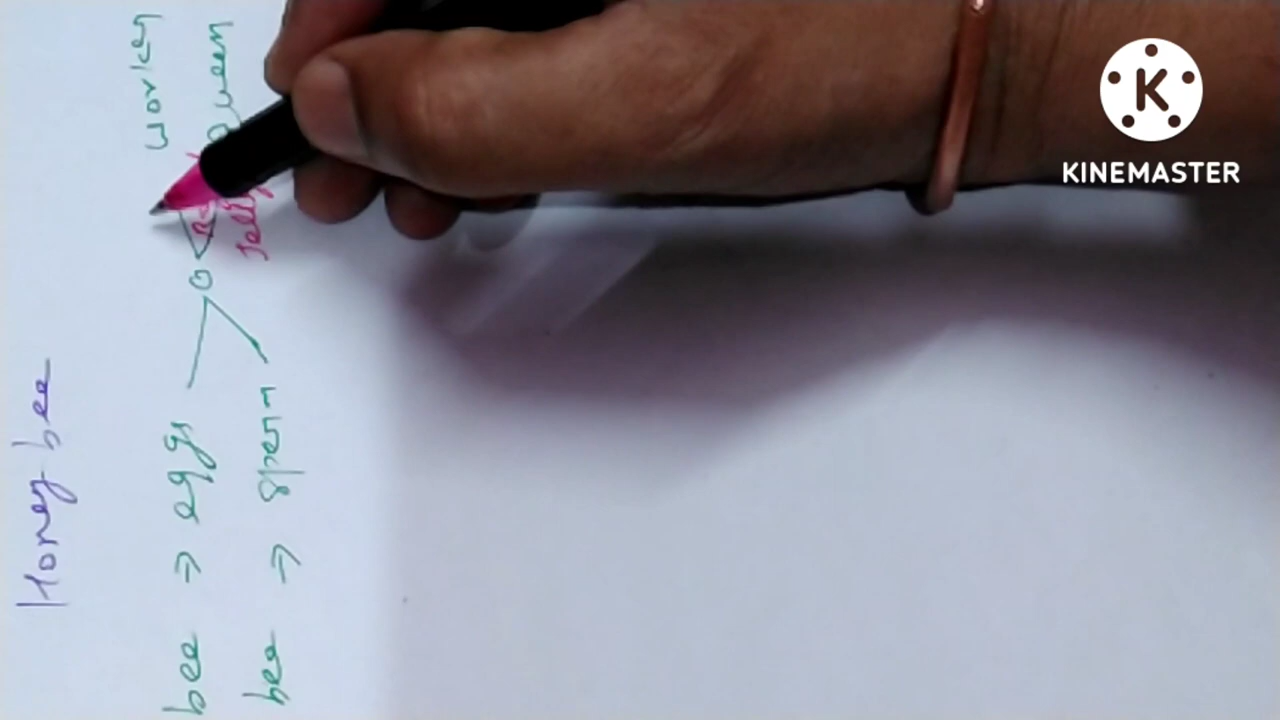 Honey bee
worker
bee → eggs
queen
bee → sperm
Jelly
K
KINEMASTER